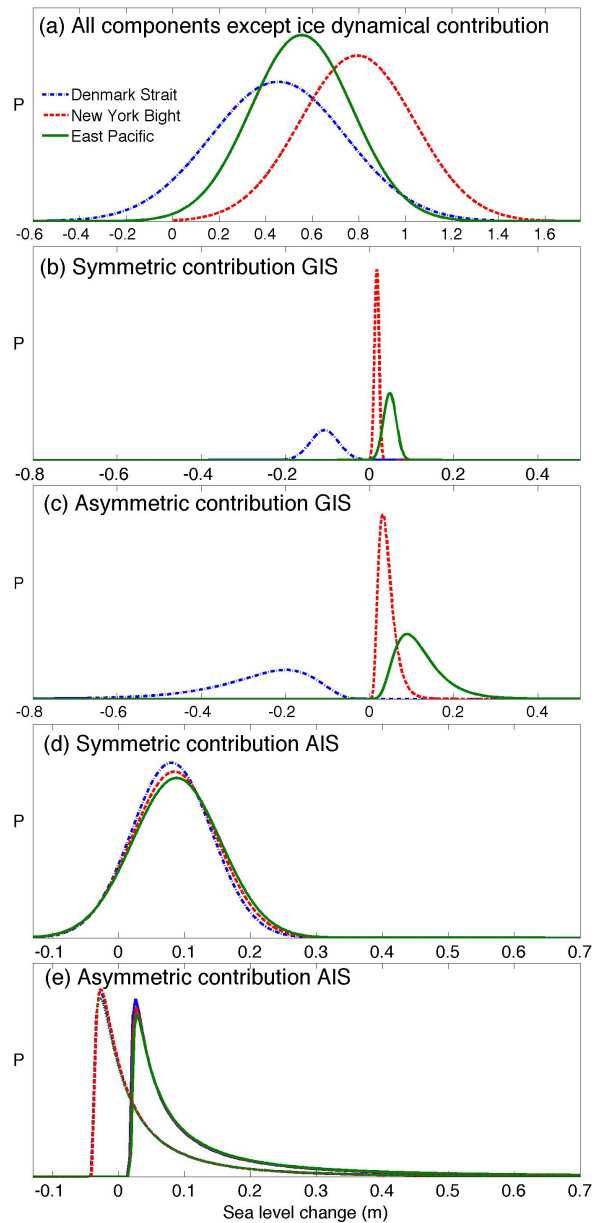 (a) All components except ice dynamical contribution
Denmark Strait
New York Bight
East Pacific
P
-0.6 -0.4 -0.2 0 0.2 0.4 0.6 0.8 1 1.2 1.4 1.6
(b) Symmetric contribution GIS
P
-0.8 -0.6 -0.4 -0.2 0 0.2 0.4
(c) Asymmetric contribution GIS
P
-0.8 -0.6 -0.4 -0.2 0 0.2 0.4
(d) Symmetric contribution AIS
P
-0.1 0 0.1 0.2 0.3 0.4 0.5 0.6 0.7
(e) Asymmetric contribution AIS
P
-0.1 0 0.1 0.2 0.3 0.4 0.5 0.6 0.7
Sea level change (m)